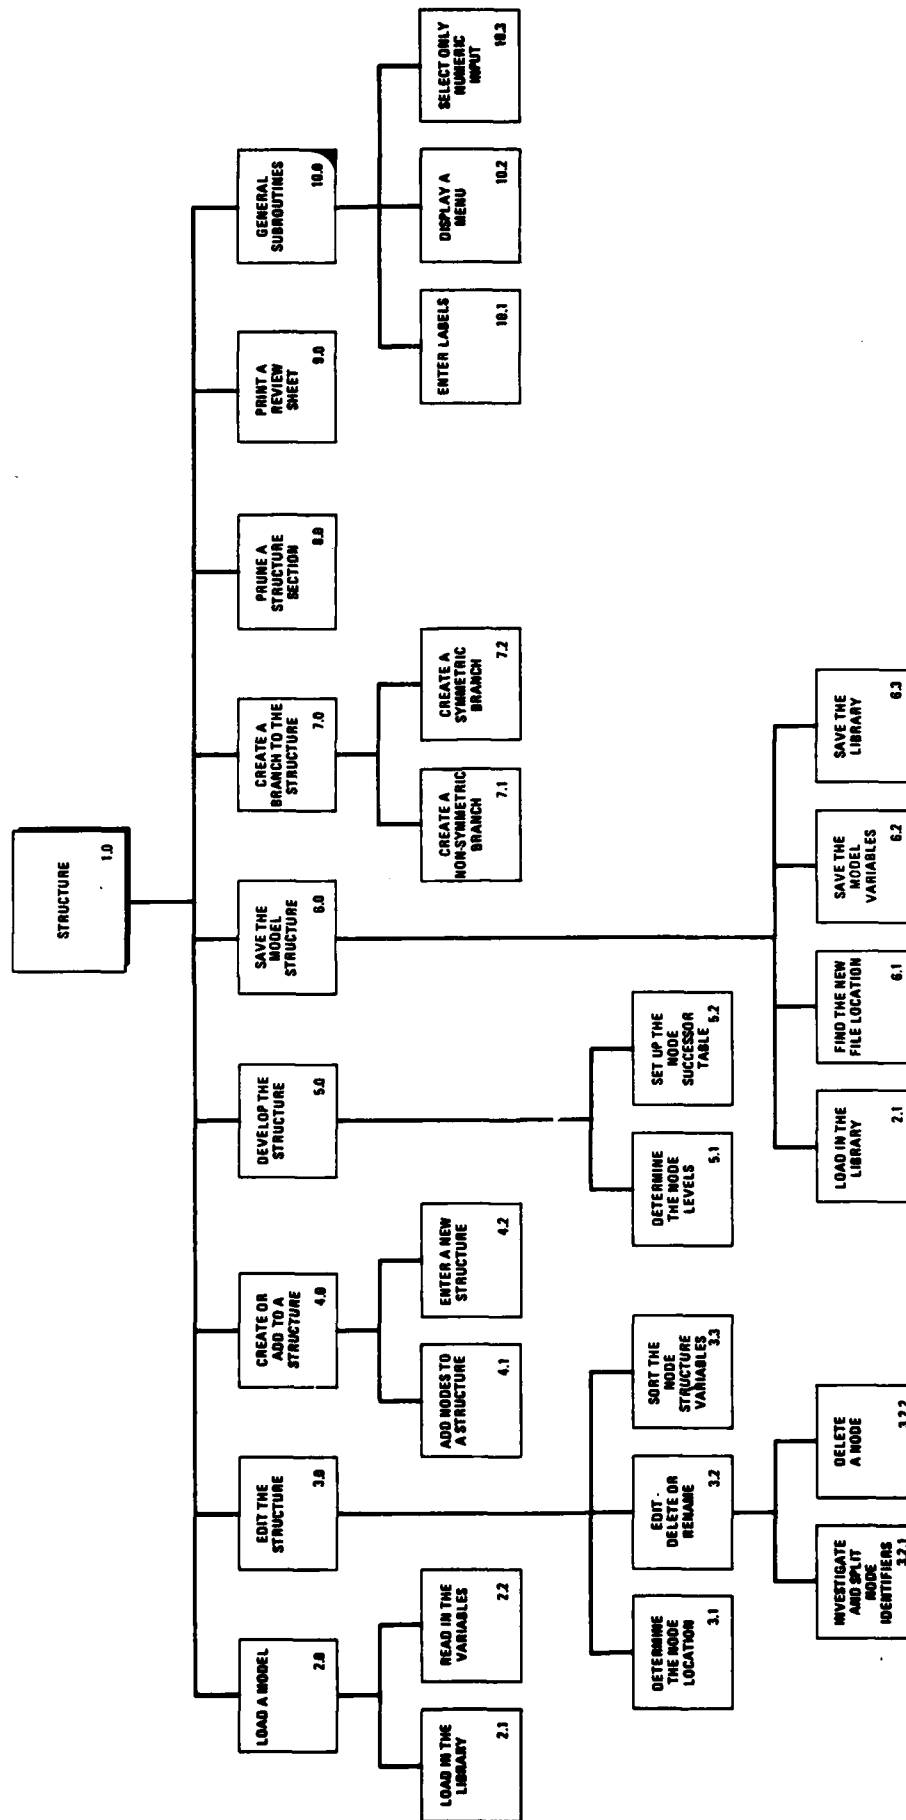 STRUCTURE
1.0
LOAD A MODEL
2.0
EDIT THE
STRUCTURE
3.0
CREATE OR
ADD TO A
STRUCTURE
4.0
DEVELOP THE
STRUCTURE
5.0
SAVE THE
MODEL
STRUCTURE
6.0
CREATE A
BRANCH TO THE
STRUCTURE
7.0
PRUNE A
STRUCTURE
SECTION
8.0
PRINT A
REVIEW
SHEET
9.0
GENERAL
SUBROUTINES
10.0
LOAD IN THE
LIBRARY
2.1
READ IN THE
VARIABLES
2.2
ADD NODES TO
A STRUCTURE
4.1
ENTER A NEW
STRUCTURE
4.2
CREATE A
NON-SYMMETRIC
BRANCH
7.1
CREATE A
SYMMETRIC
BRANCH
7.2
ENTER LABELS
10.1
DISPLAY A
MENU
10.2
SELECT ONLY
NUMERIC
INPUT
10.3
DETERMINE
THE NODE
LOCATION
3.1
EDIT -
DELETE OR
RENAME
3.2
SORT THE
NODE
STRUCTURE
VARIABLES 3.3
DETERMINE
THE NODE
LEVELS
5.1
SET UP THE
NODE
SUCCESSOR
TABLE 5.2
INVESTIGATE
AND SPLIT
NODE
IDENTIFIERS
3.2.1
DELETE
A NODE
3.2.2
LOAD IN THE
LIBRARY
2.1
FIND THE NEW
FILE LOCATION
6.1
SAVE THE
MODEL
VARIABLES
6.2
SAVE THE
LIBRARY
6.3